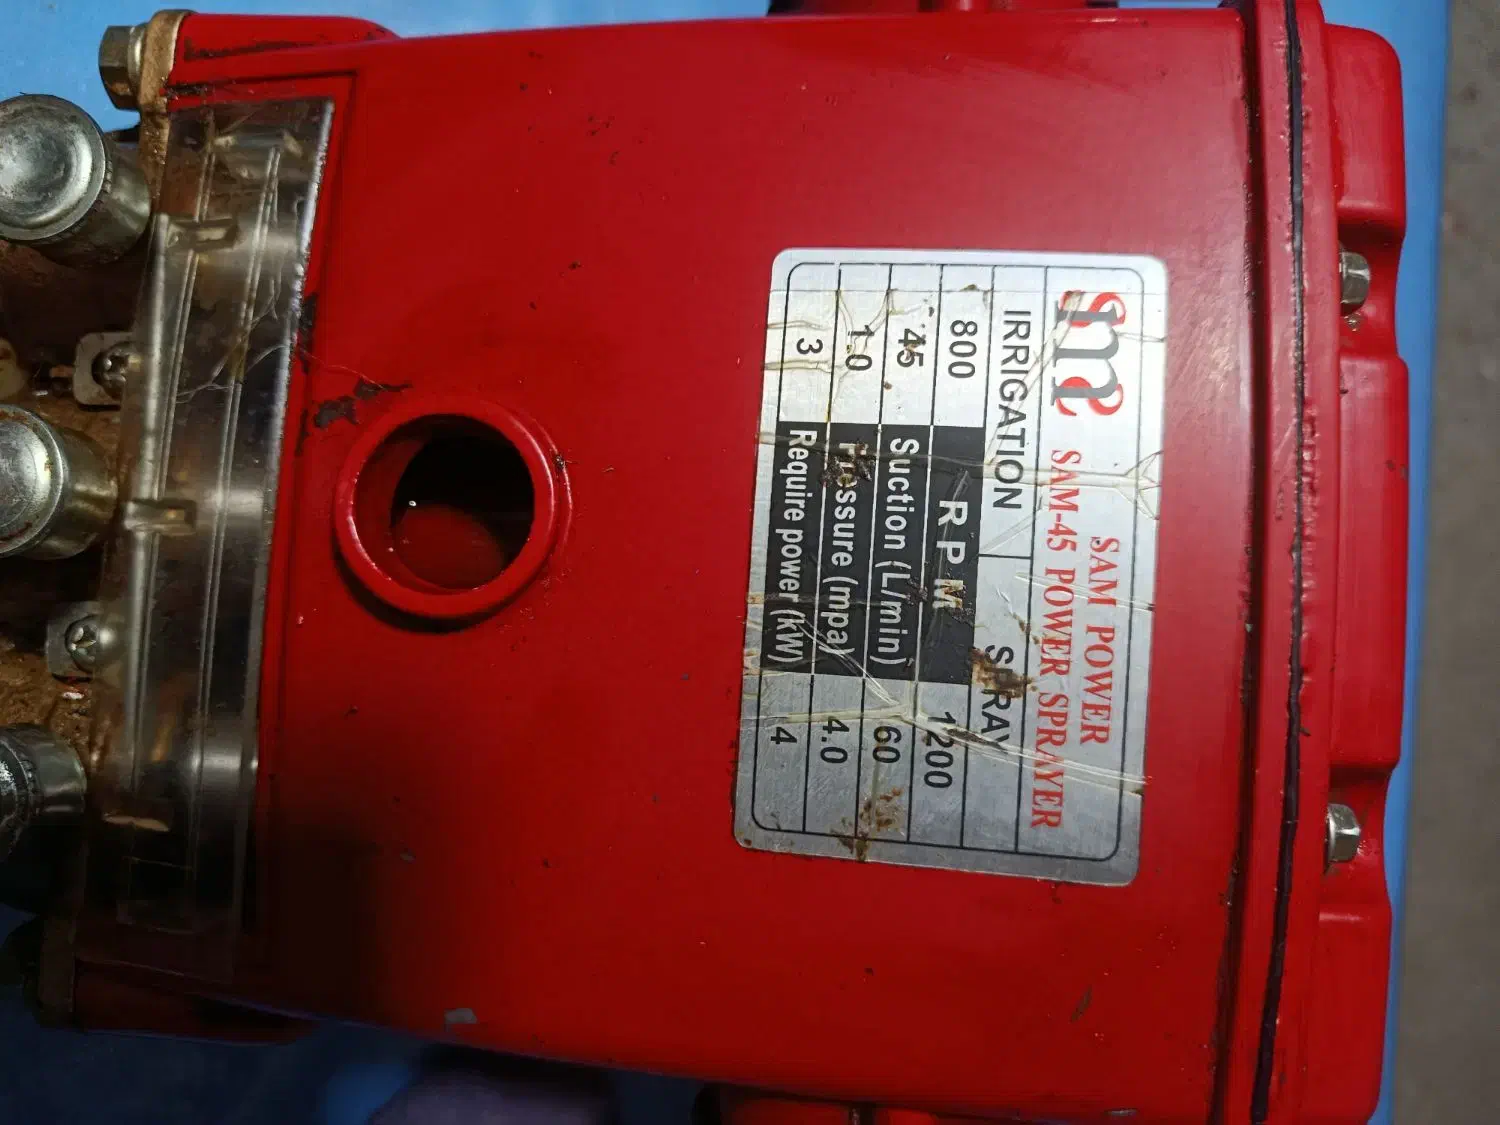 SAM POWER
SAM-45 POWER SPRAYER
IRRIGATION SPRAY
800 RPM 1200
45 Suction (L/min) 60
1.0 Pressure (mpa) 4.0
3 Require power (kW) 4